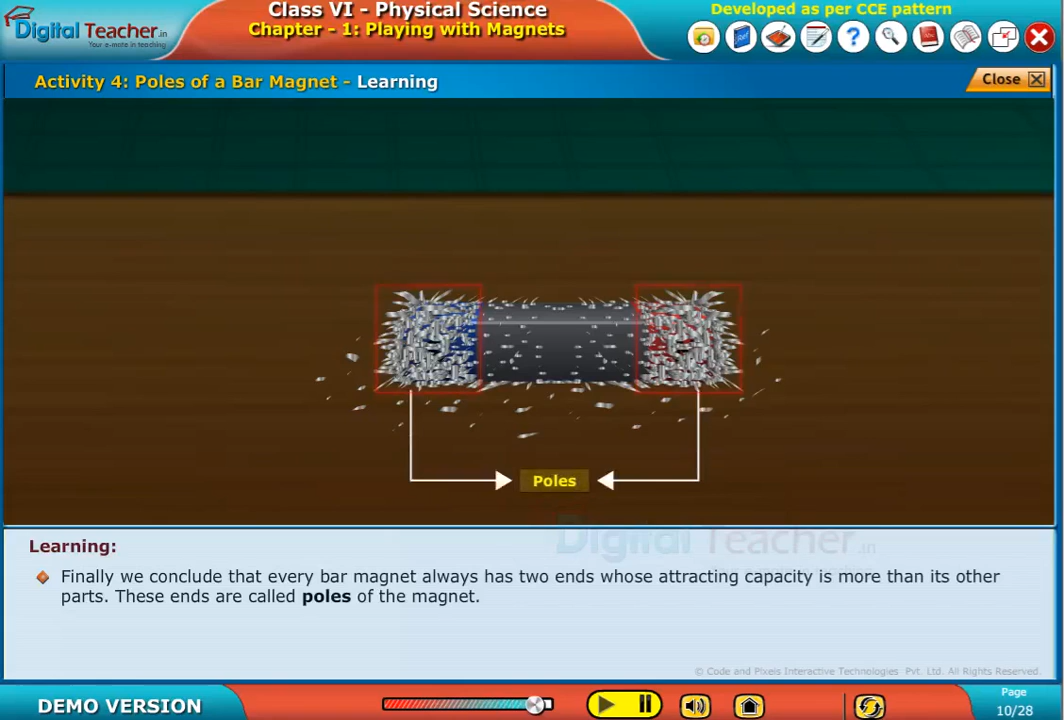 Class VI - Physical Science
Chapter - 1: Playing with Magnets
Developed as per CCE pattern
Digital Teacher.in
Your e-mate in teaching
Ref
?
Activity 4: Poles of a Bar Magnet - Learning
Close
Poles
Digital Teacher.in
Learning:
Finally we conclude that every bar magnet always has two ends whose attracting capacity is more than its other
parts. These ends are called poles of the magnet.
© Code and Pixels Interactive Technologies Pvt. Ltd. All Rights Reserved.
DEMO VERSION
Page
10/28